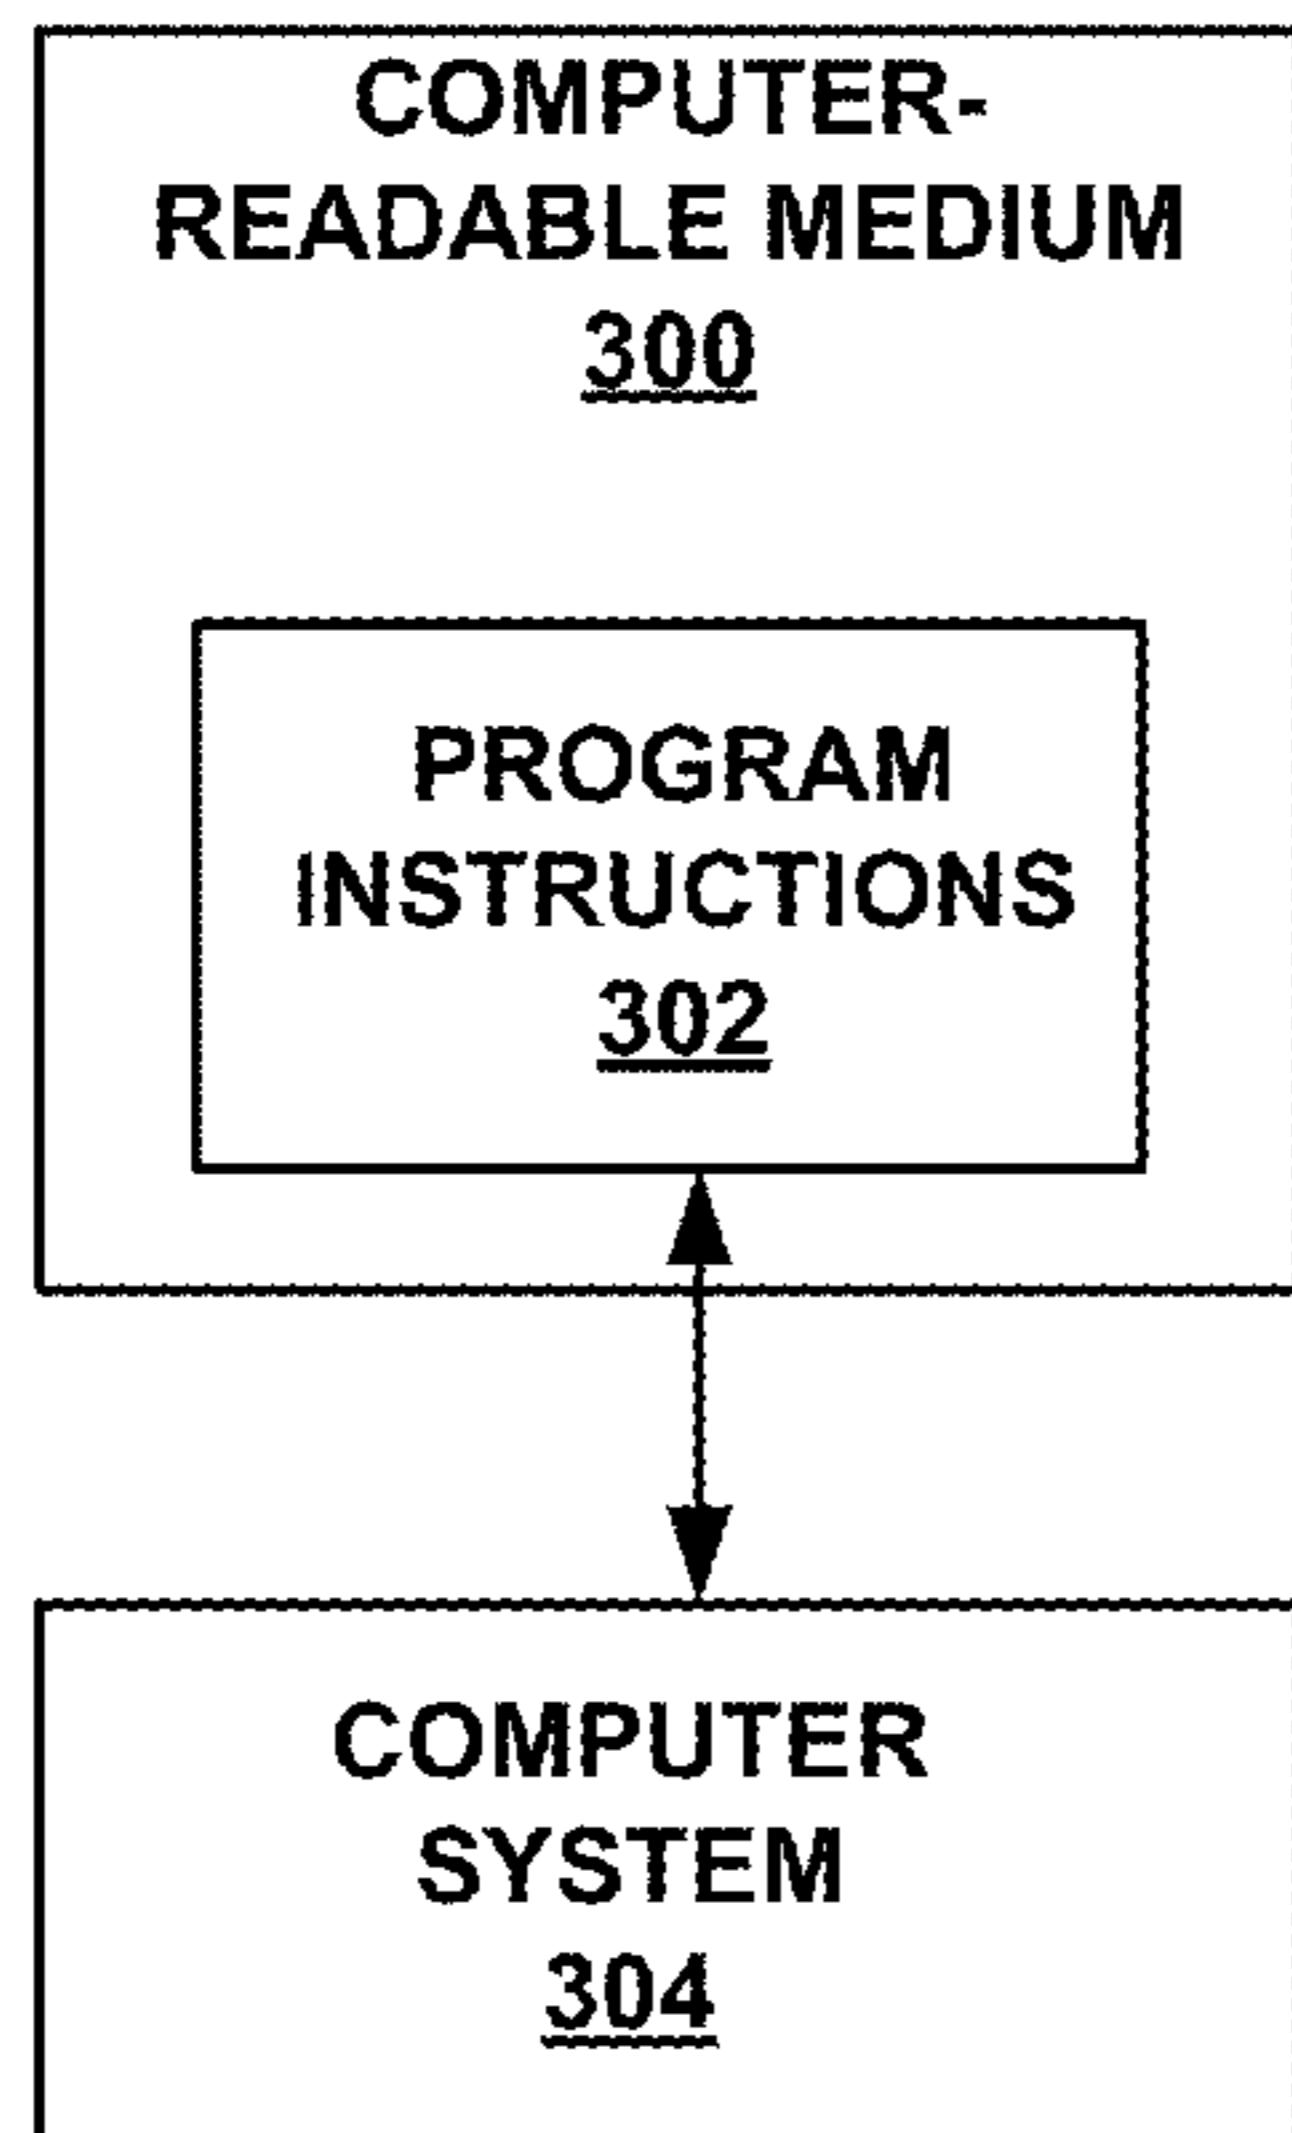 COMPUTER-
READABLE MEDIUM
300
PROGRAM
INSTRUCTIONS
302
COMPUTER
SYSTEM
304